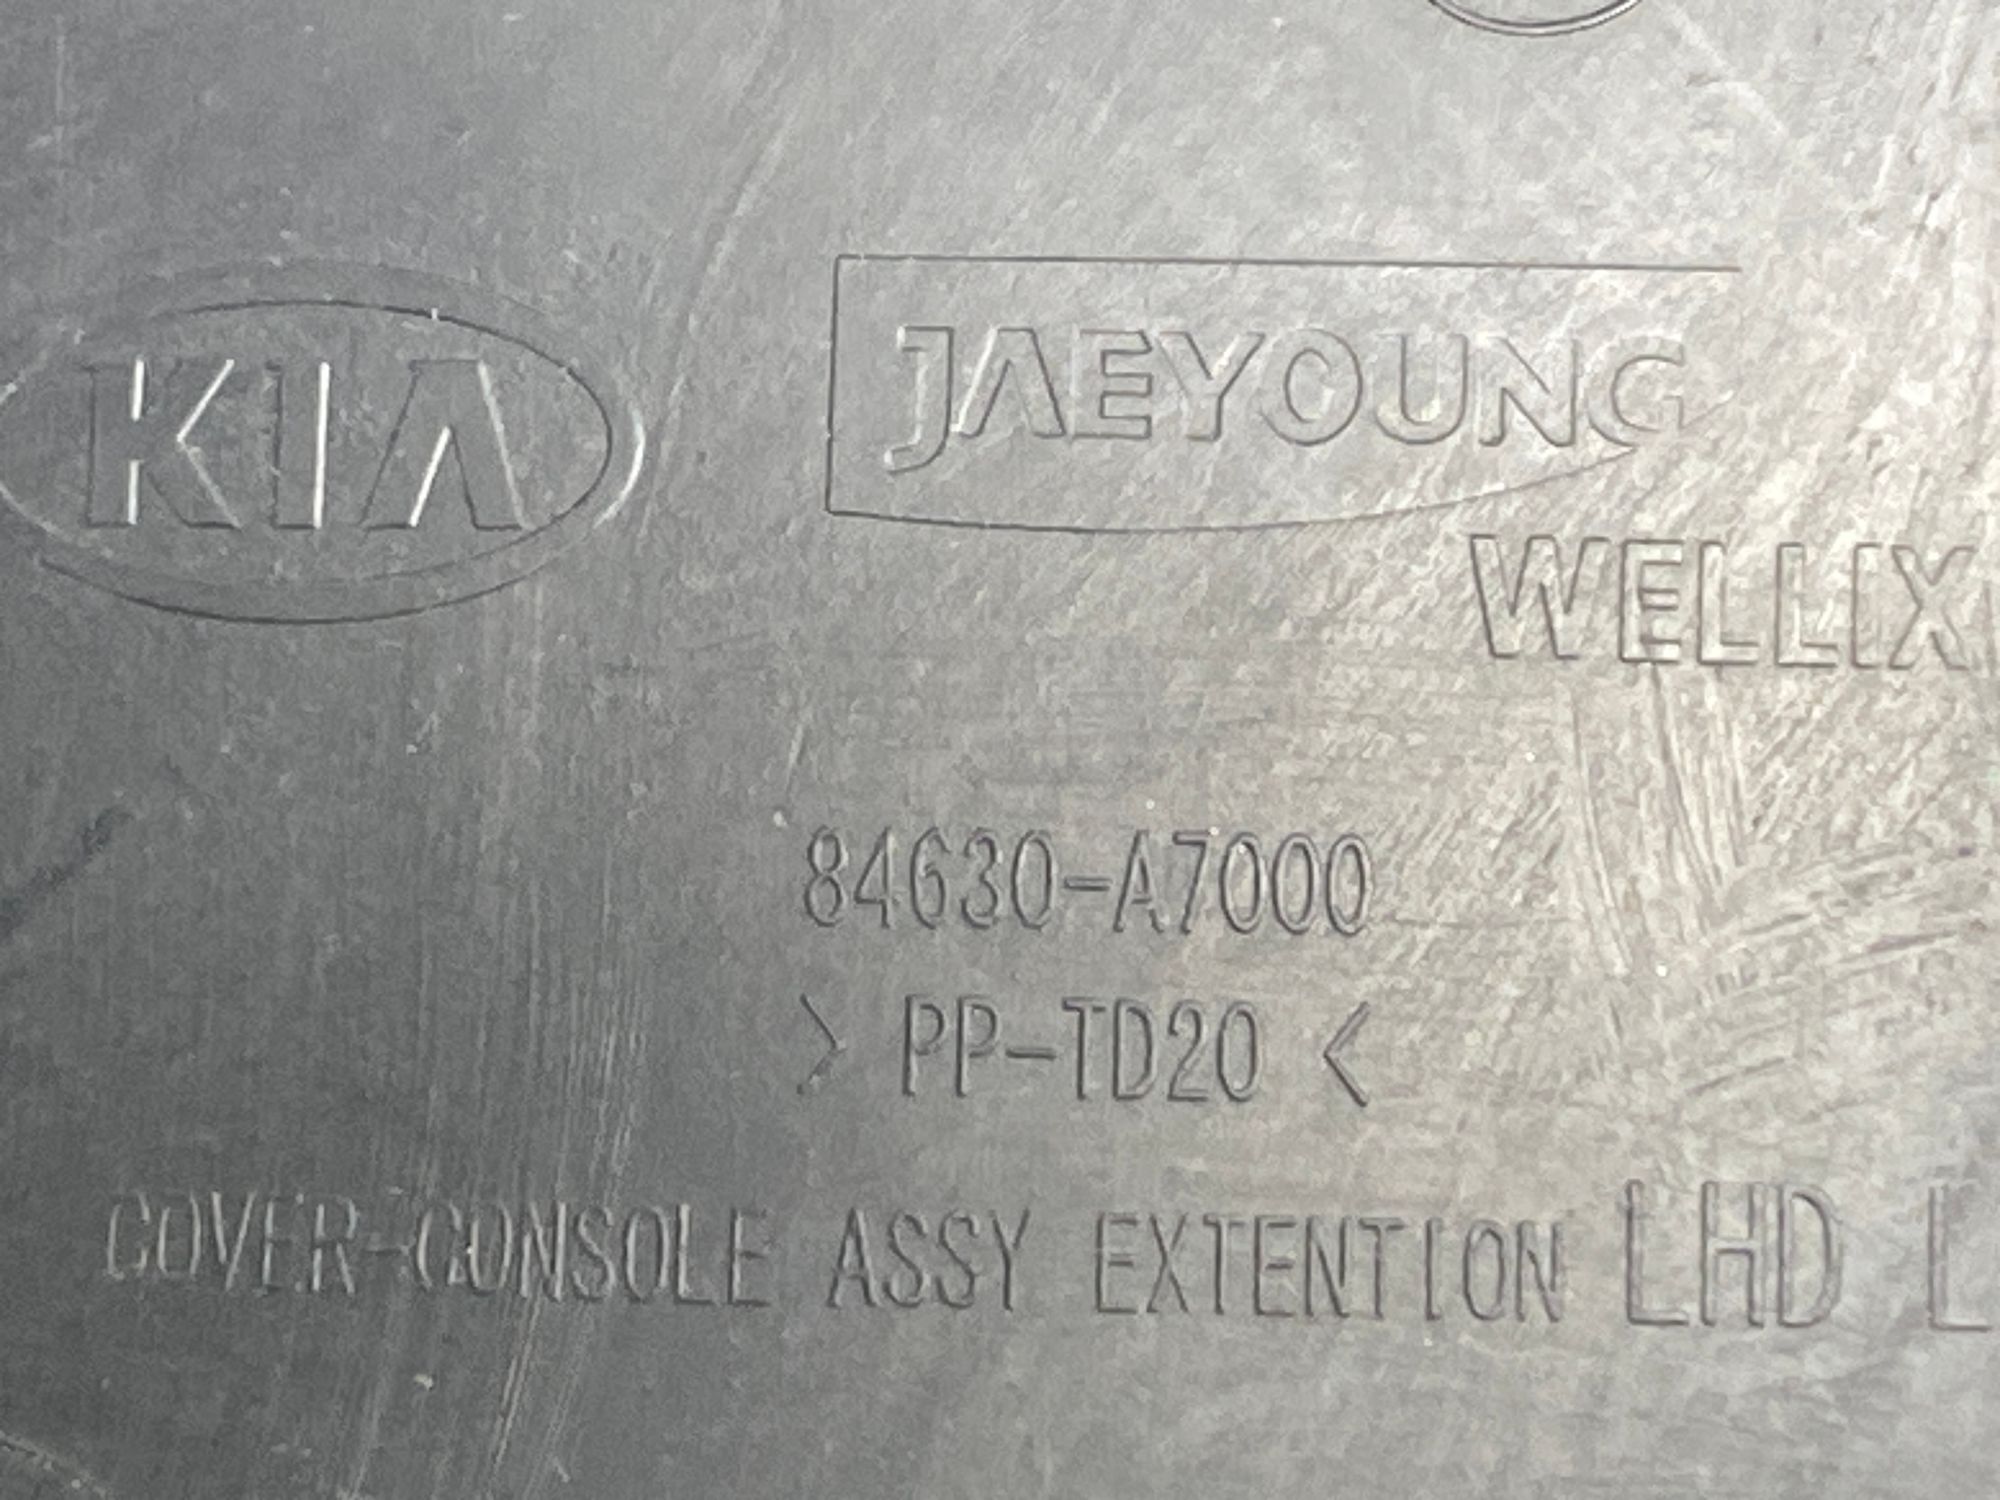 KIA
JAEYOUNG
WELLIX
84630-A7000
> PP-TD20 <
COVER-CONSOLE ASSY EXTENTION LHD L